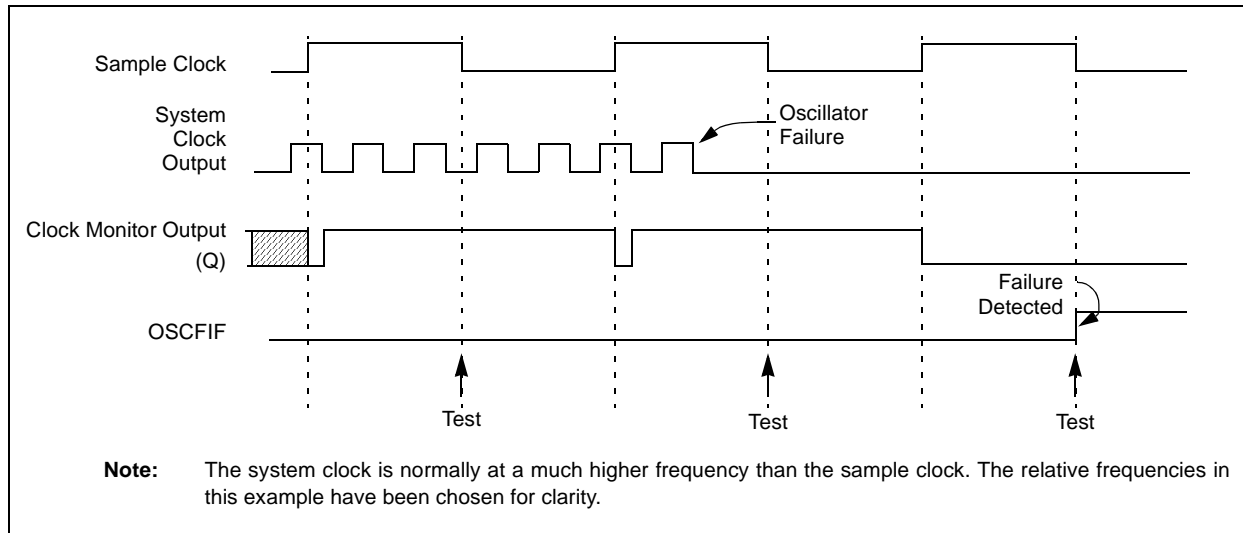 Sample Clock
System
Clock
Output
Oscillator
Failure
Clock Monitor Output
(Q)
Failure
Detected
OSCFIF
Test
Test
Test
Note: The system clock is normally at a much higher frequency than the sample clock. The relative frequencies in
this example have been chosen for clarity.